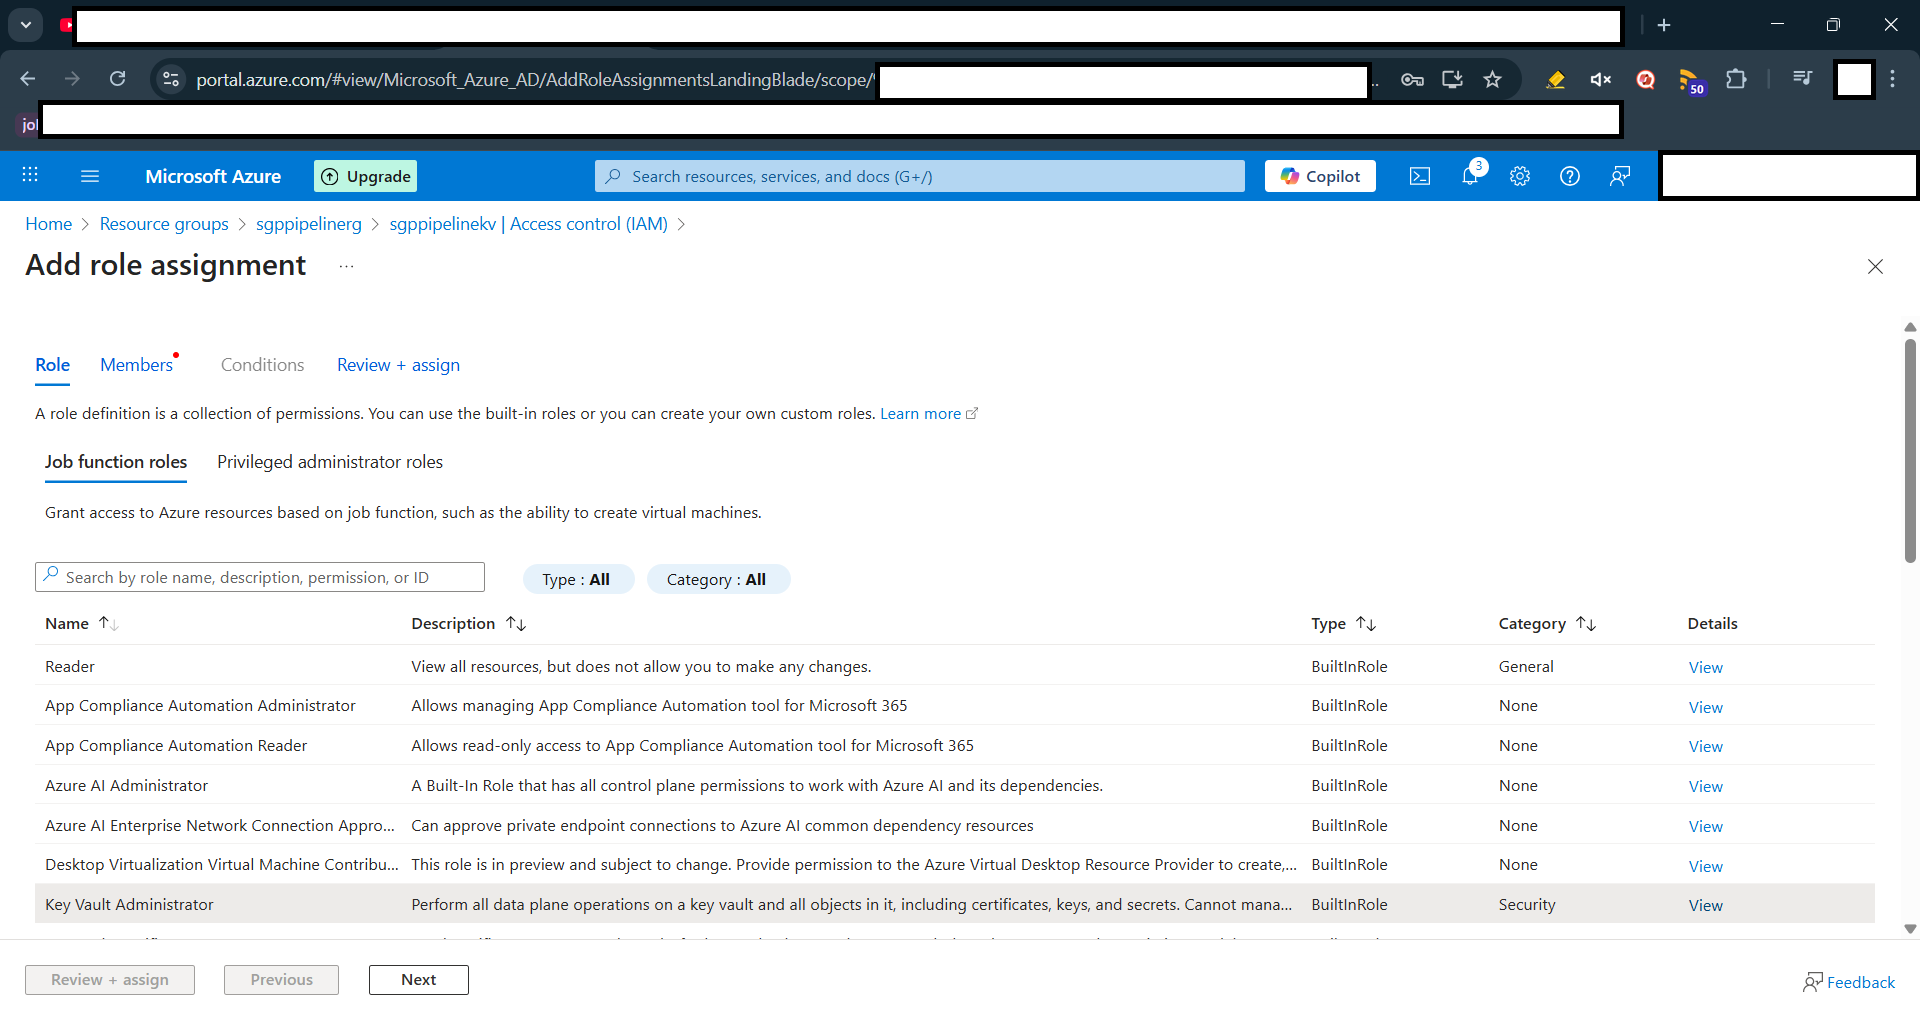 portal.azure.com/#view/Microsoft_Azure_AD/AddRoleAssignmentsLandingBlade/scope/
50
Microsoft Azure
Upgrade
Search resources, services, and docs (G+/)
Copilot
3
Home > Resource groups > sgppipelinerg > sgppipelinekv | Access control (IAM) >
Add role assignment ...
Role Members Conditions Review + assign
A role definition is a collection of permissions. You can use the built-in roles or you can create your own custom roles. Learn more
Job function roles Privileged administrator roles
Grant access to Azure resources based on job function, such as the ability to create virtual machines.
Search by role name, description, permission, or ID
Type : All
Category : All
Name Description Type Category Details
Reader View all resources, but does not allow you to make any changes. BuiltInRole General View
App Compliance Automation Administrator Allows managing App Compliance Automation tool for Microsoft 365 BuiltInRole None View
App Compliance Automation Reader Allows read-only access to App Compliance Automation tool for Microsoft 365 BuiltInRole None View
Azure AI Administrator A Built-In Role that has all control plane permissions to work with Azure AI and its dependencies. BuiltInRole None View
Azure AI Enterprise Network Connection Appro... Can approve private endpoint connections to Azure AI common dependency resources BuiltInRole None View
Desktop Virtualization Virtual Machine Contribu... This role is in preview and subject to change. Provide permission to the Azure Virtual Desktop Resource Provider to create,... BuiltInRole None View
Key Vault Administrator Perform all data plane operations on a key vault and all objects in it, including certificates, keys, and secrets. Cannot mana... BuiltInRole Security View
Review + assign Previous Next
Feedback